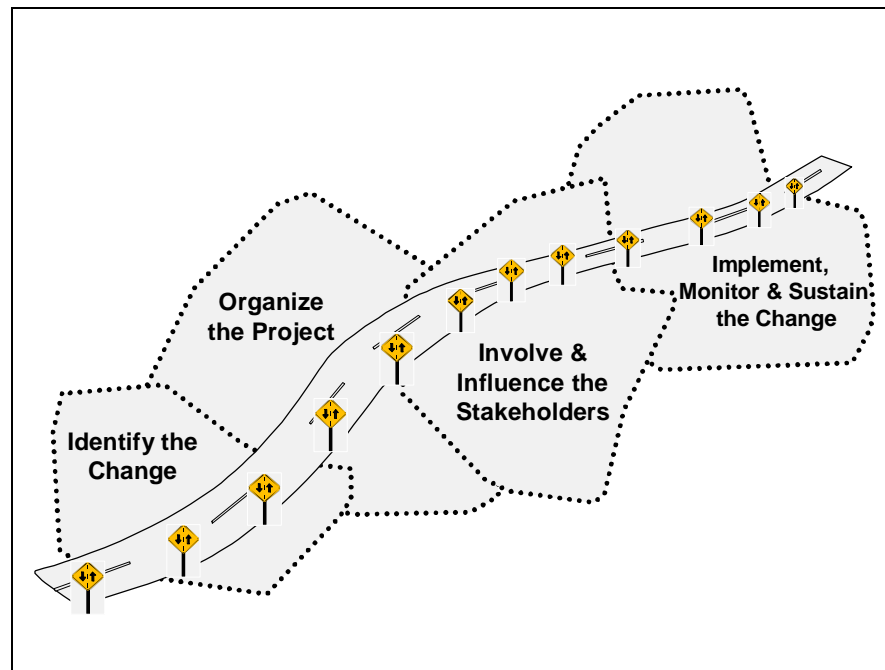 Identify the
Change
Organize
the Project
Involve &
Influence the
Stakeholders
Implement,
Monitor & Sustain
the Change